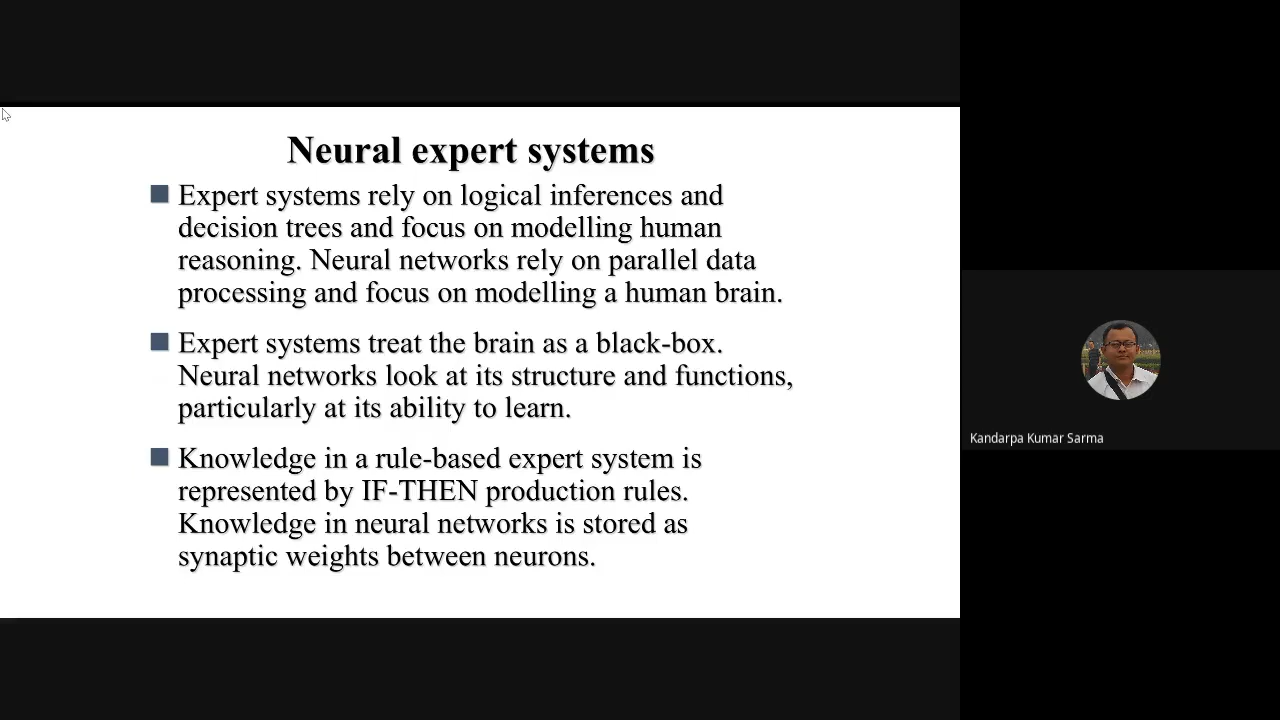 Neural expert systems
Expert systems rely on logical inferences and
decision trees and focus on modelling human
reasoning. Neural networks rely on parallel data
processing and focus on modelling a human brain.
Expert systems treat the brain as a black-box.
Neural networks look at its structure and functions,
particularly at its ability to learn.
Knowledge in a rule-based expert system is
represented by IF-THEN production rules.
Knowledge in neural networks is stored as
synaptic weights between neurons.
Kandarpa Kumar Sarma